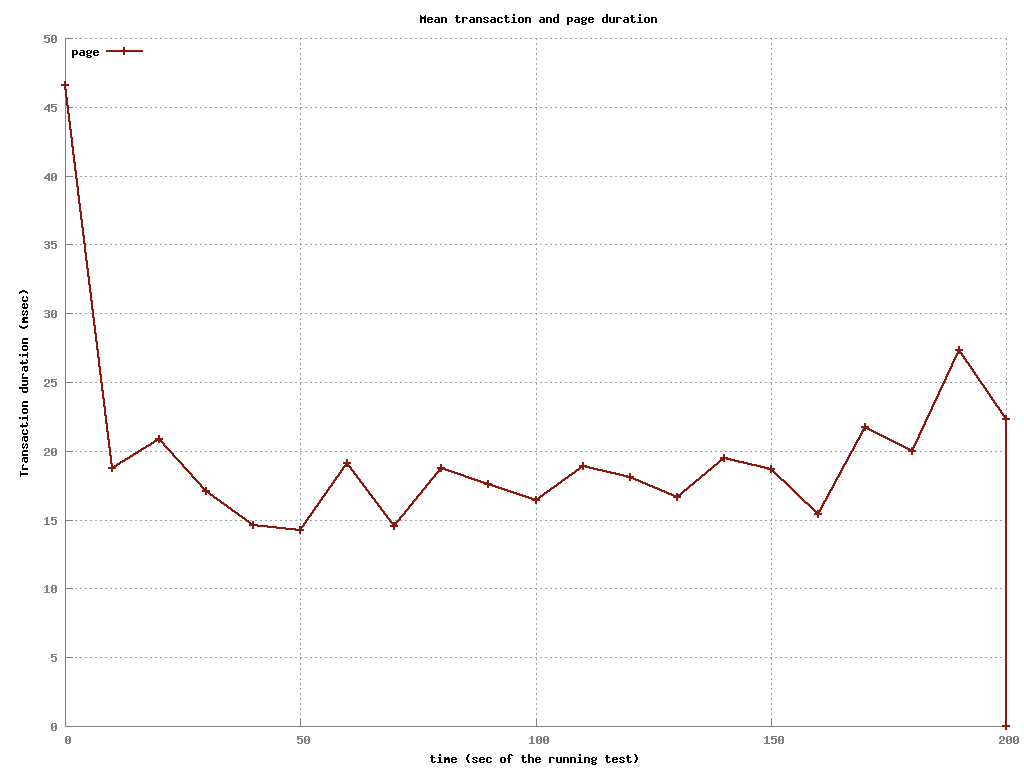 Mean transaction and page duration
page
50
45
40
35
30
25
20
15
10
5
0
Transaction duration (msec)
0 50 100 150 200
time (sec of the running test)